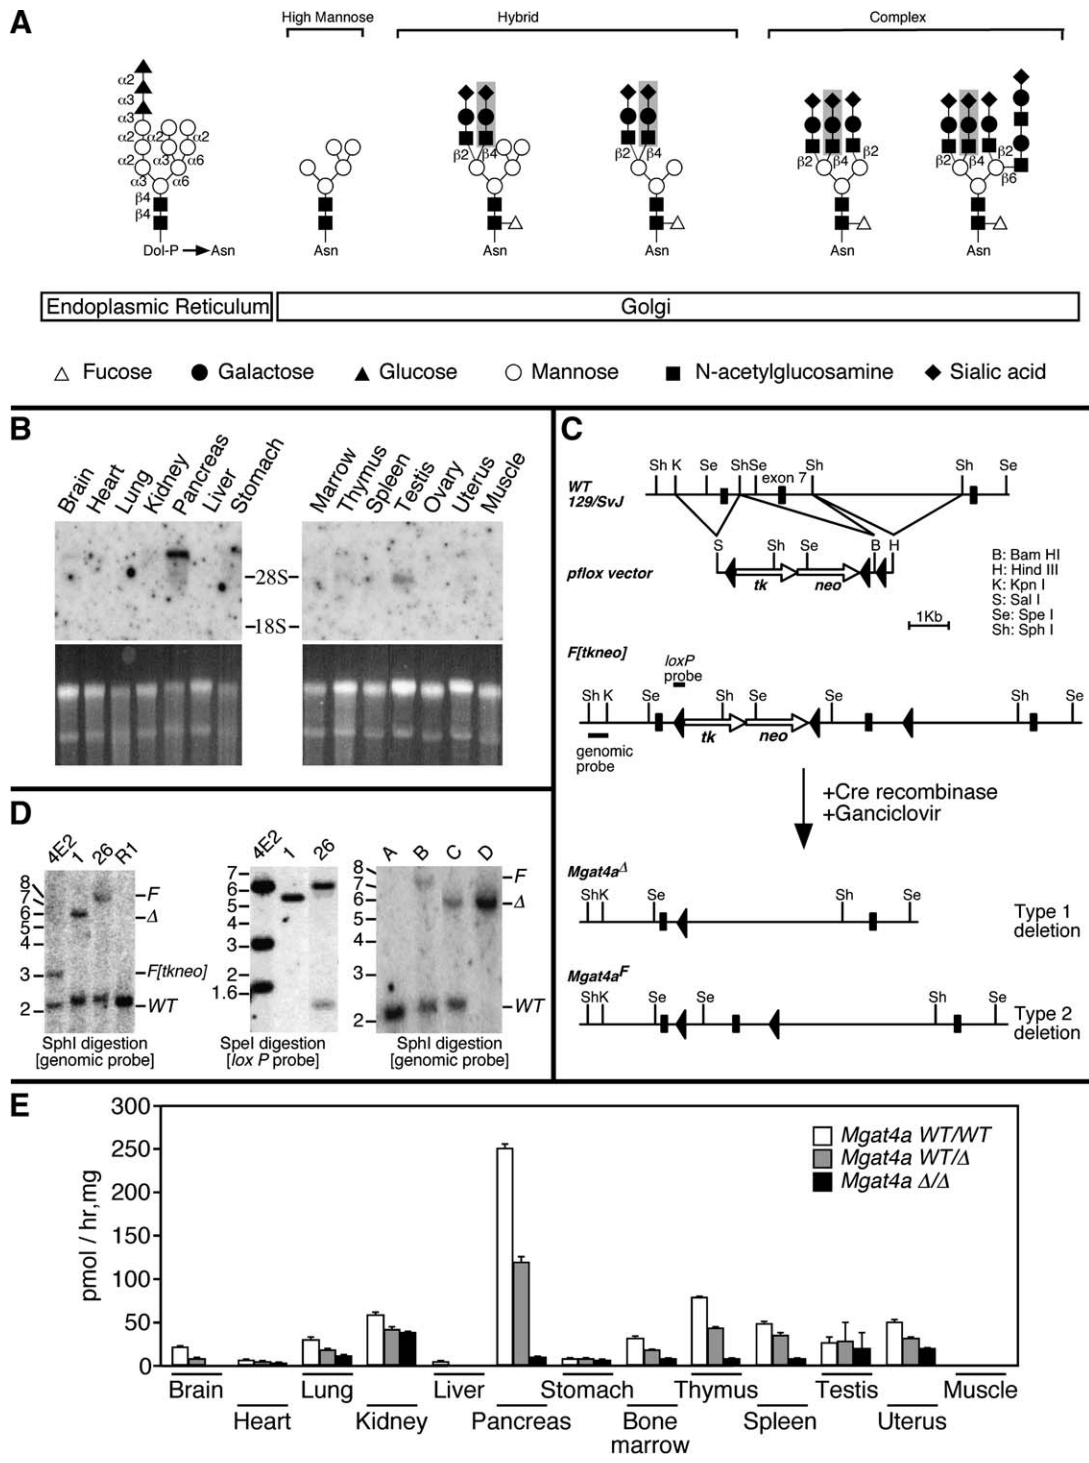 A
High Mannose
Hybrid
Complex
α2
α3
α3
α2 α2 α2
α2 α3 α6
α3 α6
β4
β4
Dol-P Asn
Asn
β2 β4
Asn
β2 β4
Asn
β2 β4 β2
Asn
β2 β4 β2
β6
Asn
Endoplasmic Reticulum
Golgi
Fucose
Galactose
Glucose
Mannose
N-acetylglucosamine
Sialic acid
B
Brain
Heart
Lung
Kidney
Pancreas
Liver
Stomach
Marrow
Thymus
Spleen
Testis
Ovary
Uterus
Muscle
28S
18S
C
WT
129/SvJ
Sh K Se Sh Se exon 7 Sh Sh Se
S Sh Se B H
pflox vector
tk neo
B: Bam HI
H: Hind III
K: Kpn I
S: Sal I
Se: Spe I
Sh: Sph I
1Kb
F[tkneo]
loxP
probe
Sh K Se Sh Se Se Sh Se
tk neo
genomic
probe
+Cre recombinase
+Ganciclovir
Mgat4aΔ
ShK Se Sh Se
Type 1
deletion
Mgat4aF
ShK Se Se Sh Se
Type 2
deletion
D
4E2 1 26 R1
8
7
6
5
4
3
2
F
Δ
F[tkneo]
WT
SphI digestion
[genomic probe]
4E2 1 26
7
6
5
4
3
2
1.6
SpeI digestion
[lox P probe]
A B C D
8
7
6
5
4
3
2
F
Δ
WT
SphI digestion
[genomic probe]
E
pmol / hr,mg
300
250
200
150
100
50
0
Mgat4a WT/WT
Mgat4a WT/Δ
Mgat4a Δ/Δ
Brain
Heart
Lung
Kidney
Liver
Pancreas
Stomach
Bone
marrow
Thymus
Spleen
Testis
Uterus
Muscle